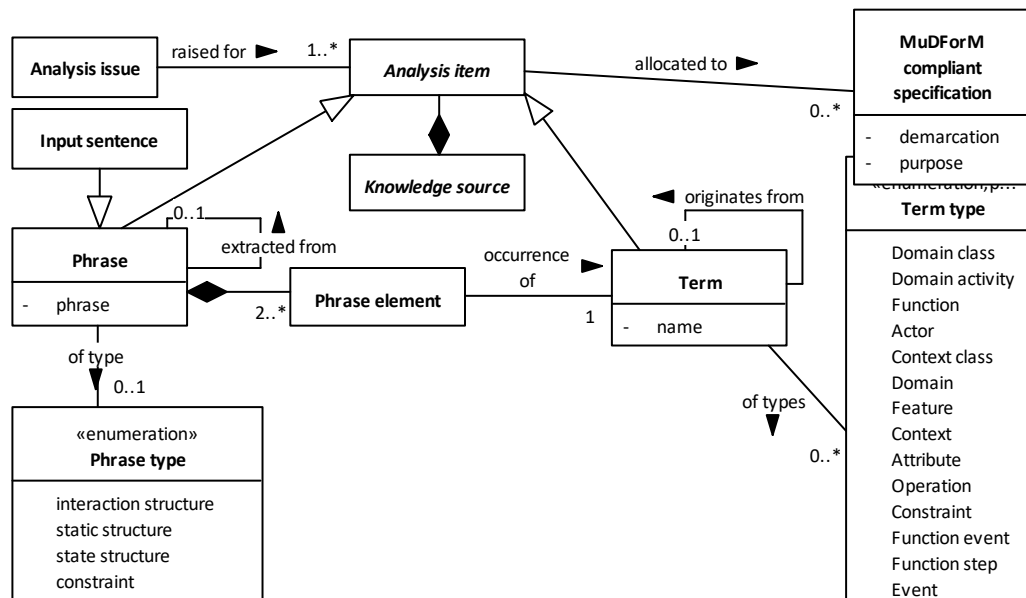 Analysis issue
raised for
1..*
Analysis item
allocated to
0..*
MuDForM
compliant
specification
- demarcation
- purpose
Input sentence
Knowledge source
0..1
extracted from
Phrase
- phrase
2..*
Phrase element
occurrence
of
1
originates from
0..1
Term
- name
of type
0..1
«enumeration»
Phrase type
interaction structure
static structure
state structure
constraint
of types
0..*
«enumeration,p...
Term type
Domain class
Domain activity
Function
Actor
Context class
Domain
Feature
Context
Attribute
Operation
Constraint
Function event
Function step
Event